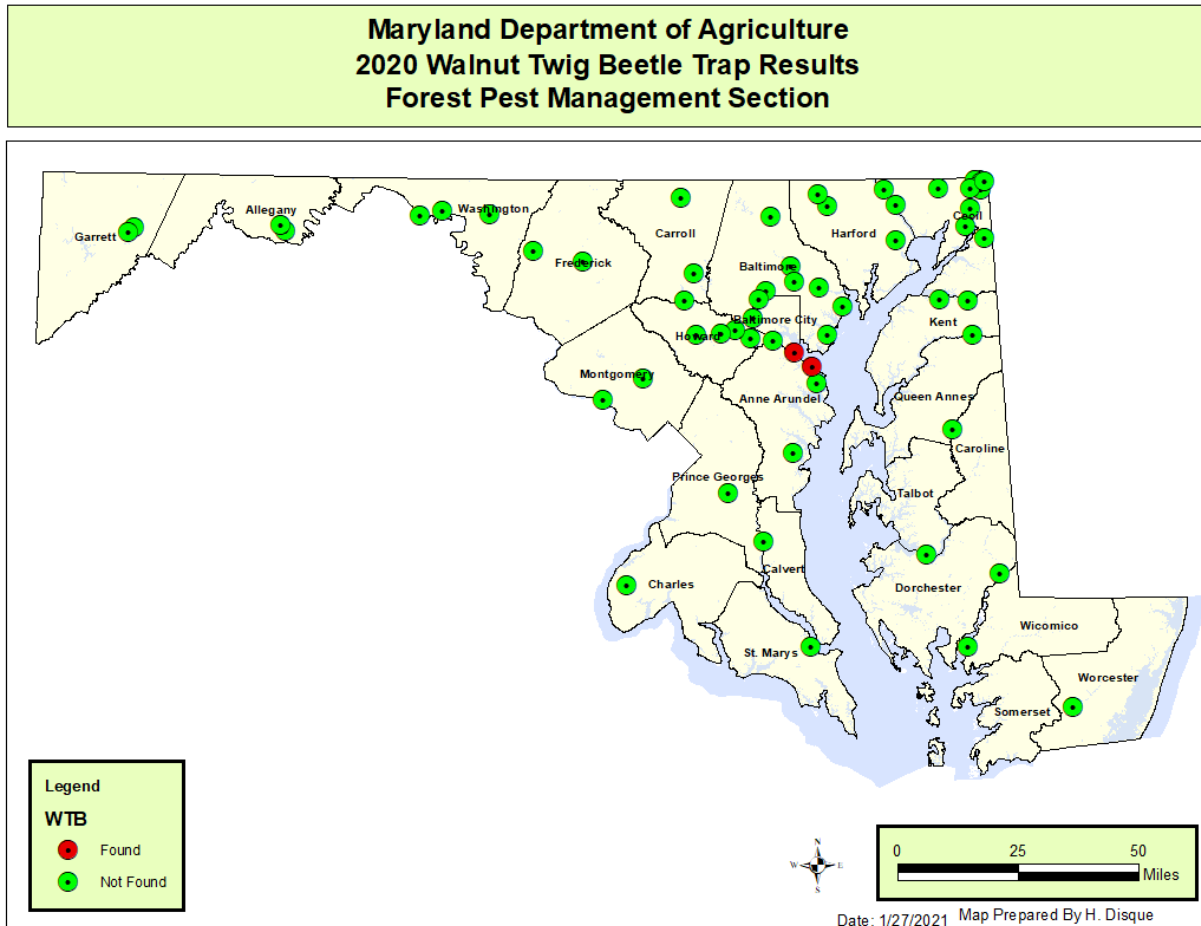 Maryland Department of Agriculture
2020 Walnut Twig Beetle Trap Results
Forest Pest Management Section
Garrett
Allegany
Washington
Frederick
Carroll
Baltimore
Harford
Cecil
Baltimore City
Howard
Kent
Montgomery
Anne Arundel
Queen Annes
Caroline
Prince Georges
Talbot
Calvert
Charles
Dorchester
St. Marys
Wicomico
Worcester
Somerset
Legend
WTB
Found
Not Found
N
W E
S
0 25 50
Miles
Date: 1/27/2021 Map Prepared By H. Disque